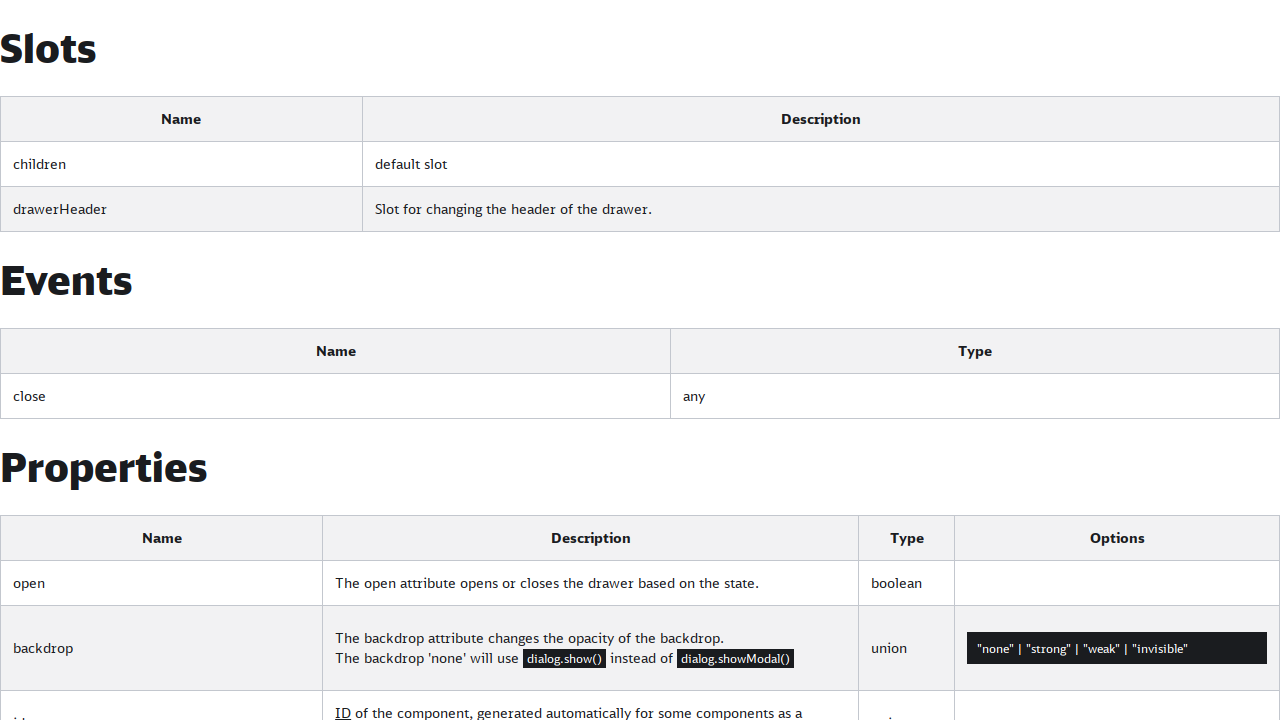 Slots
Name Description
children default slot
drawerHeader Slot for changing the header of the drawer.
Events
Name Type
close any
Properties
Name Description Type Options
open The open attribute opens or closes the drawer based on the state. boolean
The backdrop attribute changes the opacity of the backdrop.
backdrop The backdrop 'none' will use dialog.show() instead of dialog.showModal() union "none" | "strong" | "weak" | "invisible"
ID of the component, generated automatically for some components as a